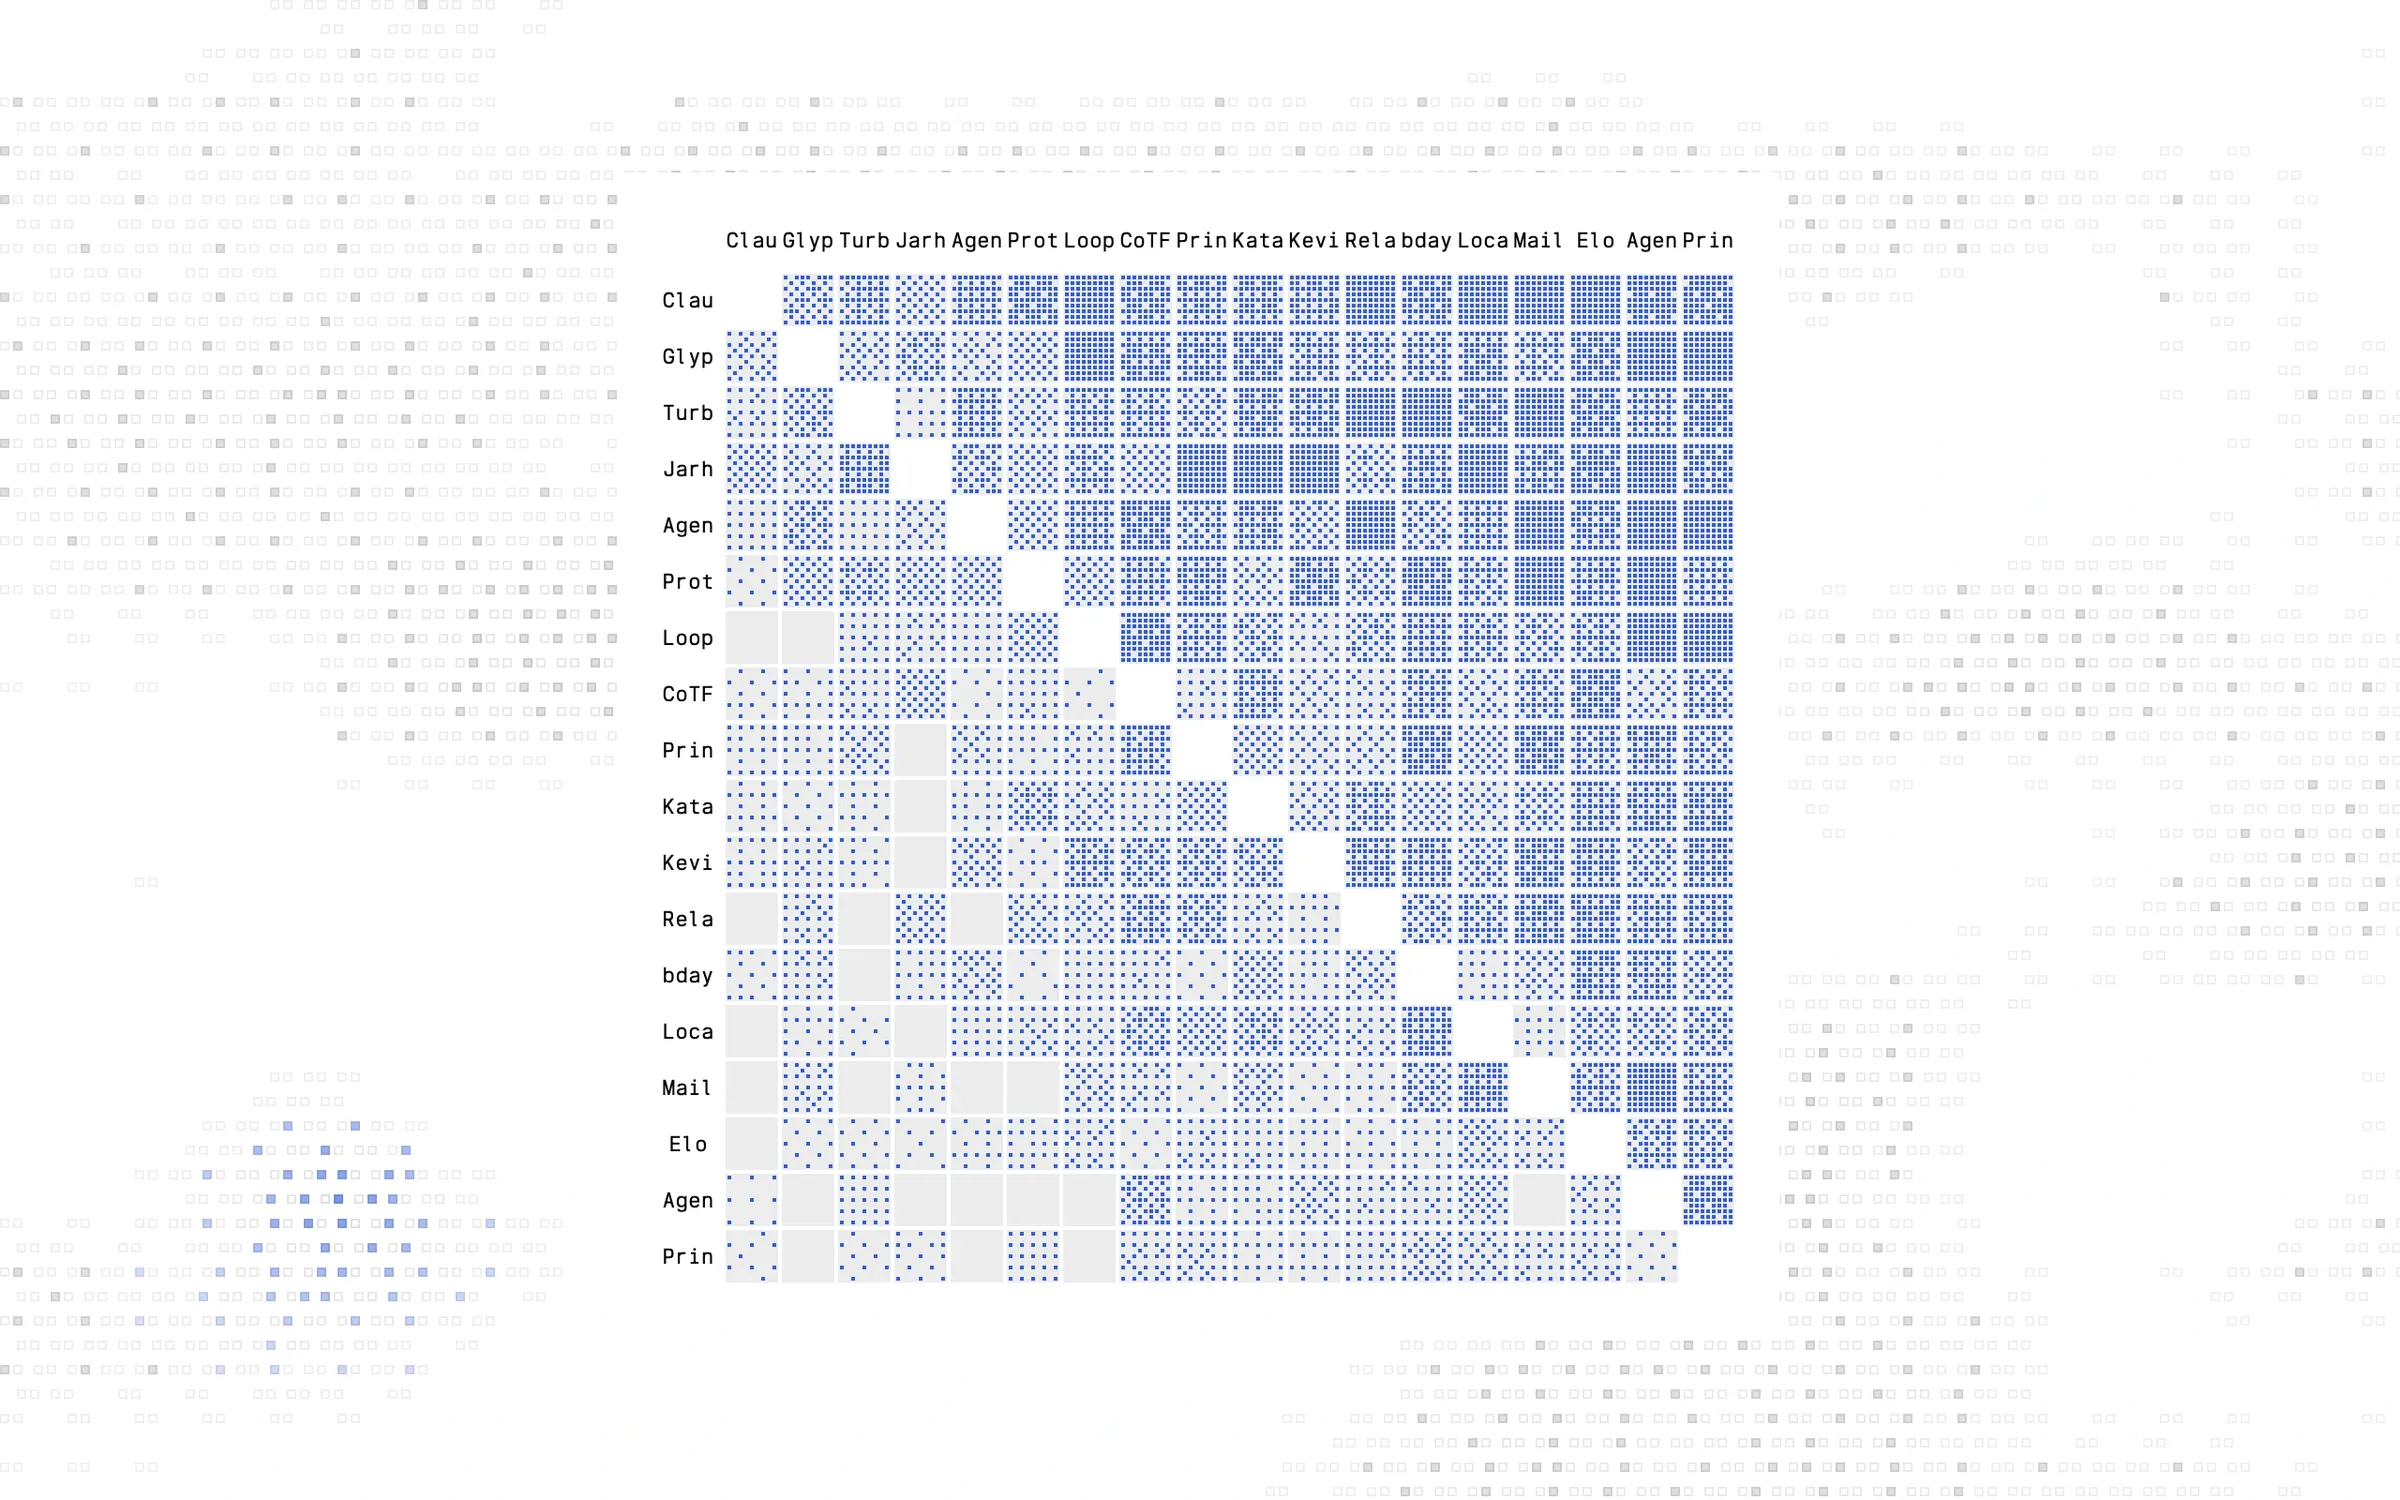 Clau Glyp Turb Jarh Agen Prot Loop CoTF Prin Kata Kevi Rela bday Loca Mail Elo Agen Prin
Clau
Glyp
Turb
Jarh
Agen
Prot
Loop
CoTF
Prin
Kata
Kevi
Rela
bday
Loca
Mail
Elo
Agen
Prin